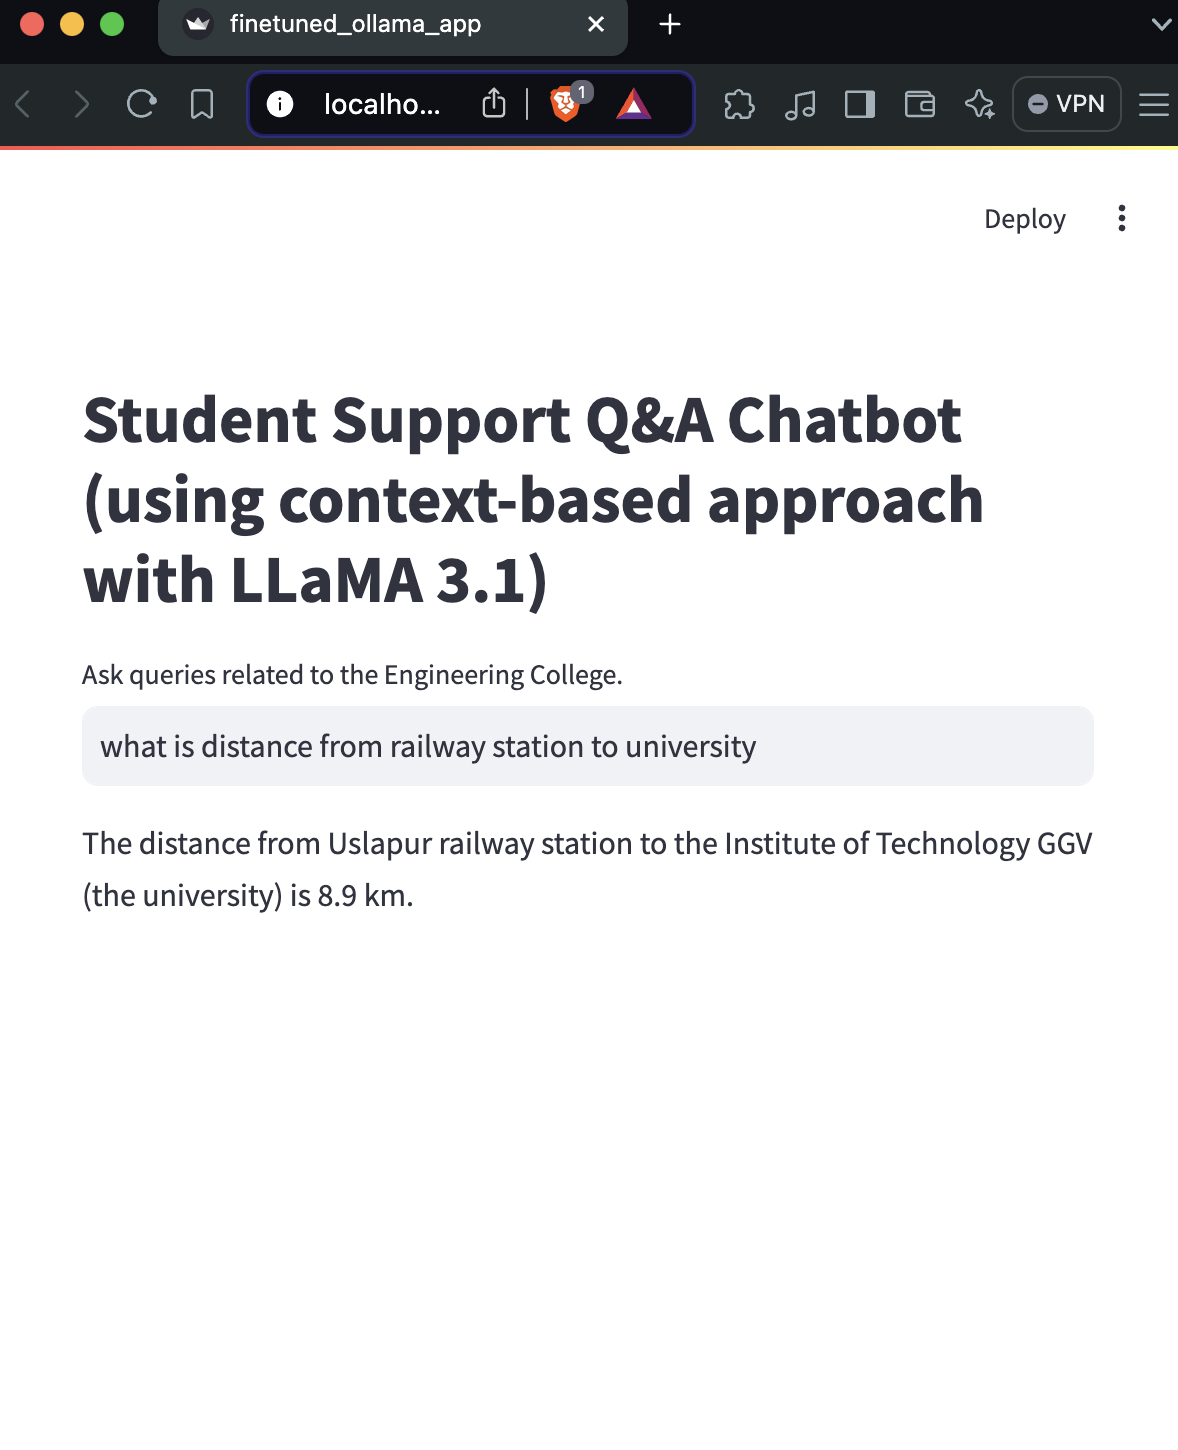 finetuned_ollama_app
localho...
1
VPN
Deploy
Student Support Q&A Chatbot
(using context-based approach
with LLaMA 3.1)
Ask queries related to the Engineering College.
what is distance from railway station to university
The distance from Uslapur railway station to the Institute of Technology GGV
(the university) is 8.9 km.